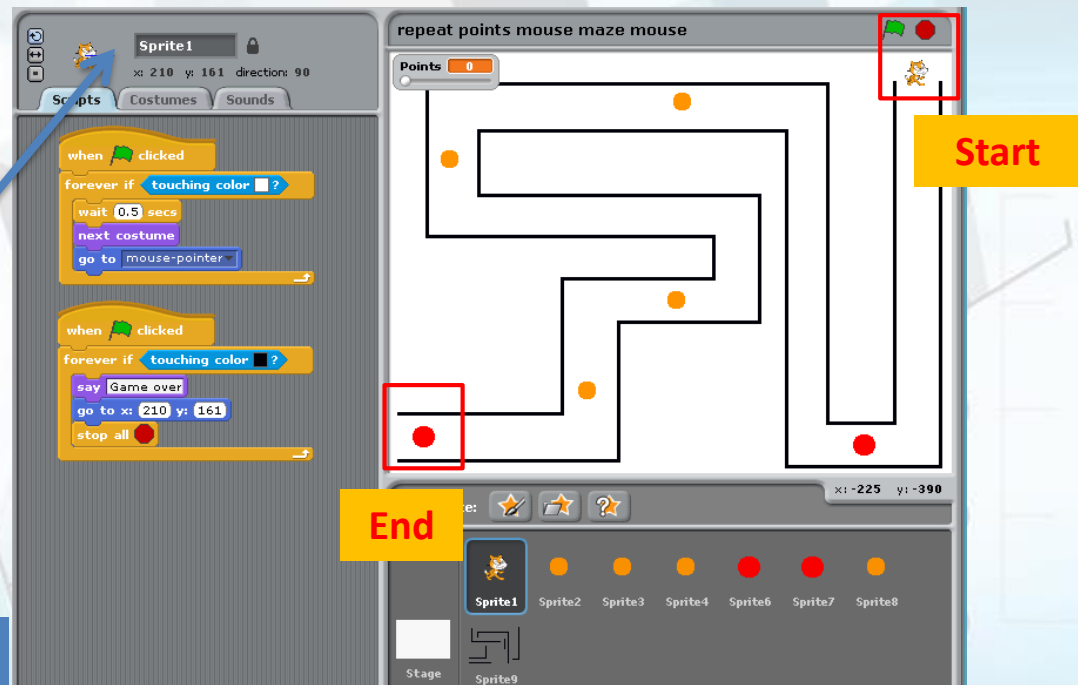 Sprite1
x: 210 y: 161 direction: 90
Scripts Costumes Sounds
when clicked
forever if touching color ?
wait 0.5 secs
next costume
go to mouse-pointer
when clicked
forever if touching color ?
say Game over
go to x: 210 y: 161
stop all
repeat points mouse maze mouse
Points 0
Start
End
x: -225 y: -390
Sprite1 Sprite2 Sprite3 Sprite4 Sprite6 Sprite7 Sprite8
Stage
Sprite9